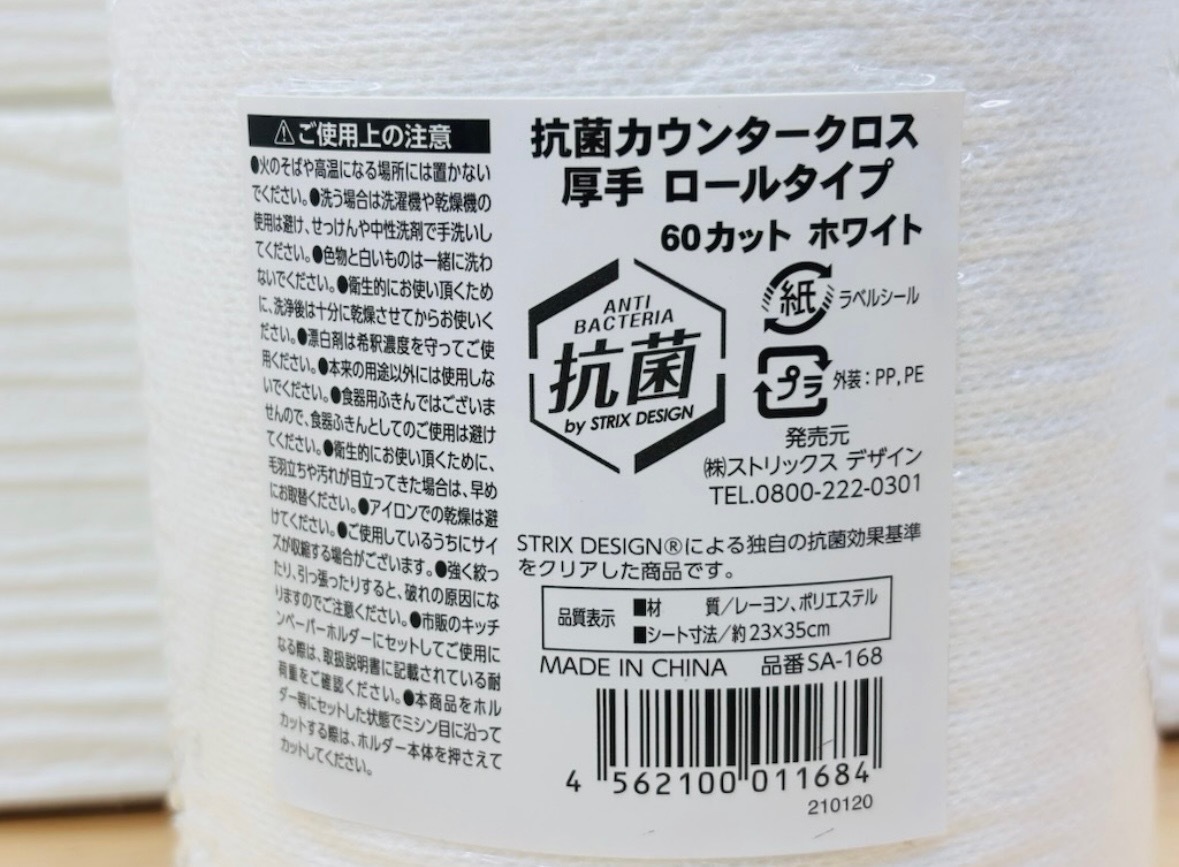 ⚠ご使用上の注意
●火のそばや高温になる場所には置かない
でください。●洗う場合は洗濯機や乾燥機の
使用は避け、せっけんや中性洗剤で手洗いし
てください。●色物と白いものは一緒に洗わ
ないでください。●衛生的にお使い頂くため
に、洗浄後は十分に乾燥させてからお使いく
ださい。●漂白剤は希釈濃度を守ってご使
用ください。●本来の用途以外には使用しな
いでください。●食器用ふきんではございま
せんので、食器ふきんとしてのご使用は避け
てください。●衛生的にお使い頂くために、
毛羽立ちや汚れが目立ってきた場合は、早め
にお取替ください。●アイロンでの乾燥は避
けてください。●ご使用しているうちにサイ
ズが収縮する場合がございます。●強く絞っ
たり、引っ張ったりすると、破れの原因にな
りますのでご注意ください。●市販のキッチ
ンペーパーホルダーにセットしてご使用に
なる際は、取扱説明書に記載されている耐
荷重をご確認ください。●本商品をホル
ダー等にセットした状態でミシン目に沿って
カットする際は、ホルダー本体を押さえて
カットしてください。
抗菌カウンタークロス
厚手 ロールタイプ
60カット ホワイト
ANTI
BACTERIA
抗菌
by STRIX DESIGN
紙 ラベルシール
プラ 外装:PP,PE
発売元
㈱ストリックス デザイン
TEL.0800-222-0301
STRIX DESIGN®による独自の抗菌効果基準
をクリアした商品です。
品質表示
■材 質/レーヨン、ポリエステル
■シート寸法/約23×35cm
MADE IN CHINA 品番SA-168
4 562100 011684
210120